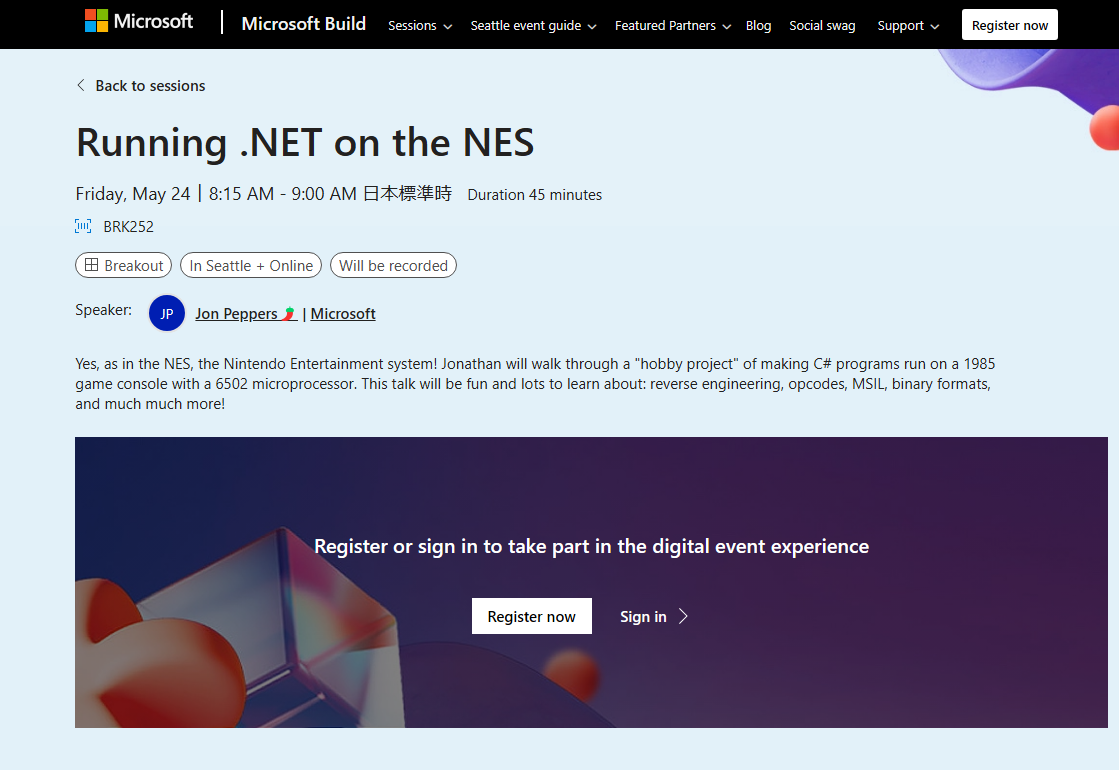 Microsoft | Microsoft Build Sessions Seattle event guide Featured Partners Blog Social swag Support Register now
Back to sessions
Running .NET on the NES
Friday, May 24 | 8:15 AM - 9:00 AM 日本標準時 Duration 45 minutes
BRK252
Breakout In Seattle + Online Will be recorded
Speaker: JP Jon Peppers🌶️ | Microsoft
Yes, as in the NES, the Nintendo Entertainment system! Jonathan will walk through a "hobby project" of making C# programs run on a 1985
game console with a 6502 microprocessor. This talk will be fun and lots to learn about: reverse engineering, opcodes, MSIL, binary formats,
and much much more!
Register or sign in to take part in the digital event experience
Register now Sign in